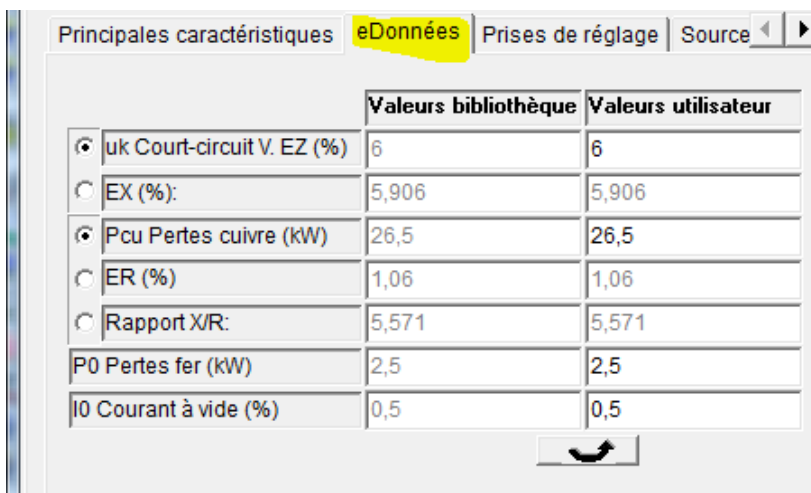 Principales caractéristiques eDonnées Prises de réglage Source
Valeurs bibliothèque Valeurs utilisateur
uk Court-circuit V. EZ (%) 6 6
EX (%): 5,906 5,906
Pcu Pertes cuivre (kW) 26,5 26,5
ER (%) 1,06 1,06
Rapport X/R: 5,571 5,571
P0 Pertes fer (kW) 2,5 2,5
I0 Courant à vide (%) 0,5 0,5